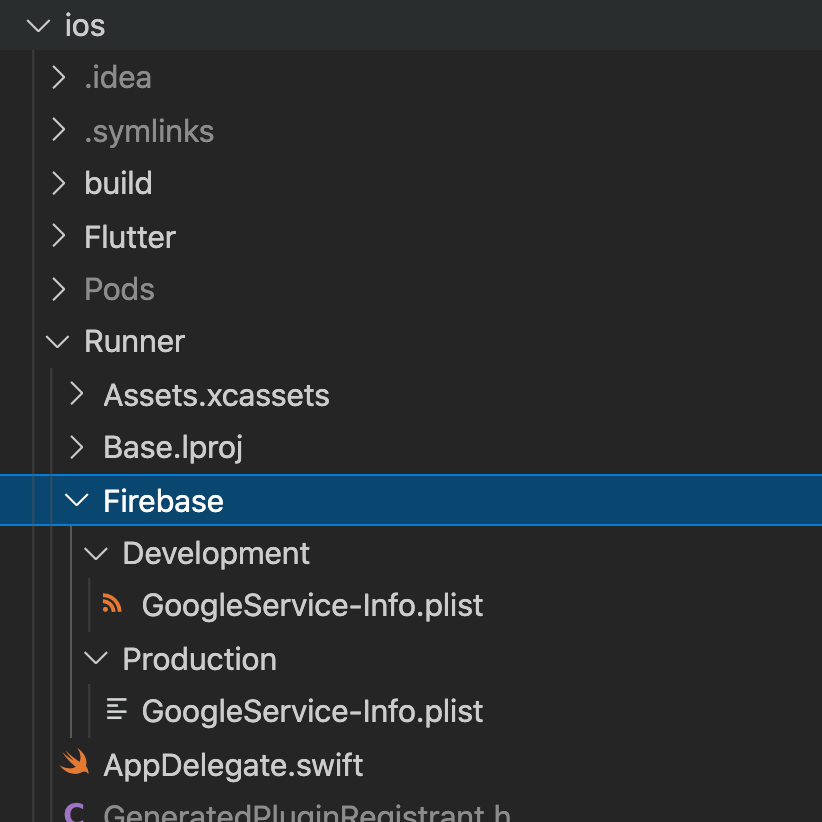 ios
.idea
.symlinks
build
Flutter
Pods
Runner
Assets.xcassets
Base.lproj
Firebase
Development
GoogleService-Info.plist
Production
GoogleService-Info.plist
AppDelegate.swift
C GeneratedPluginRegistrant.h